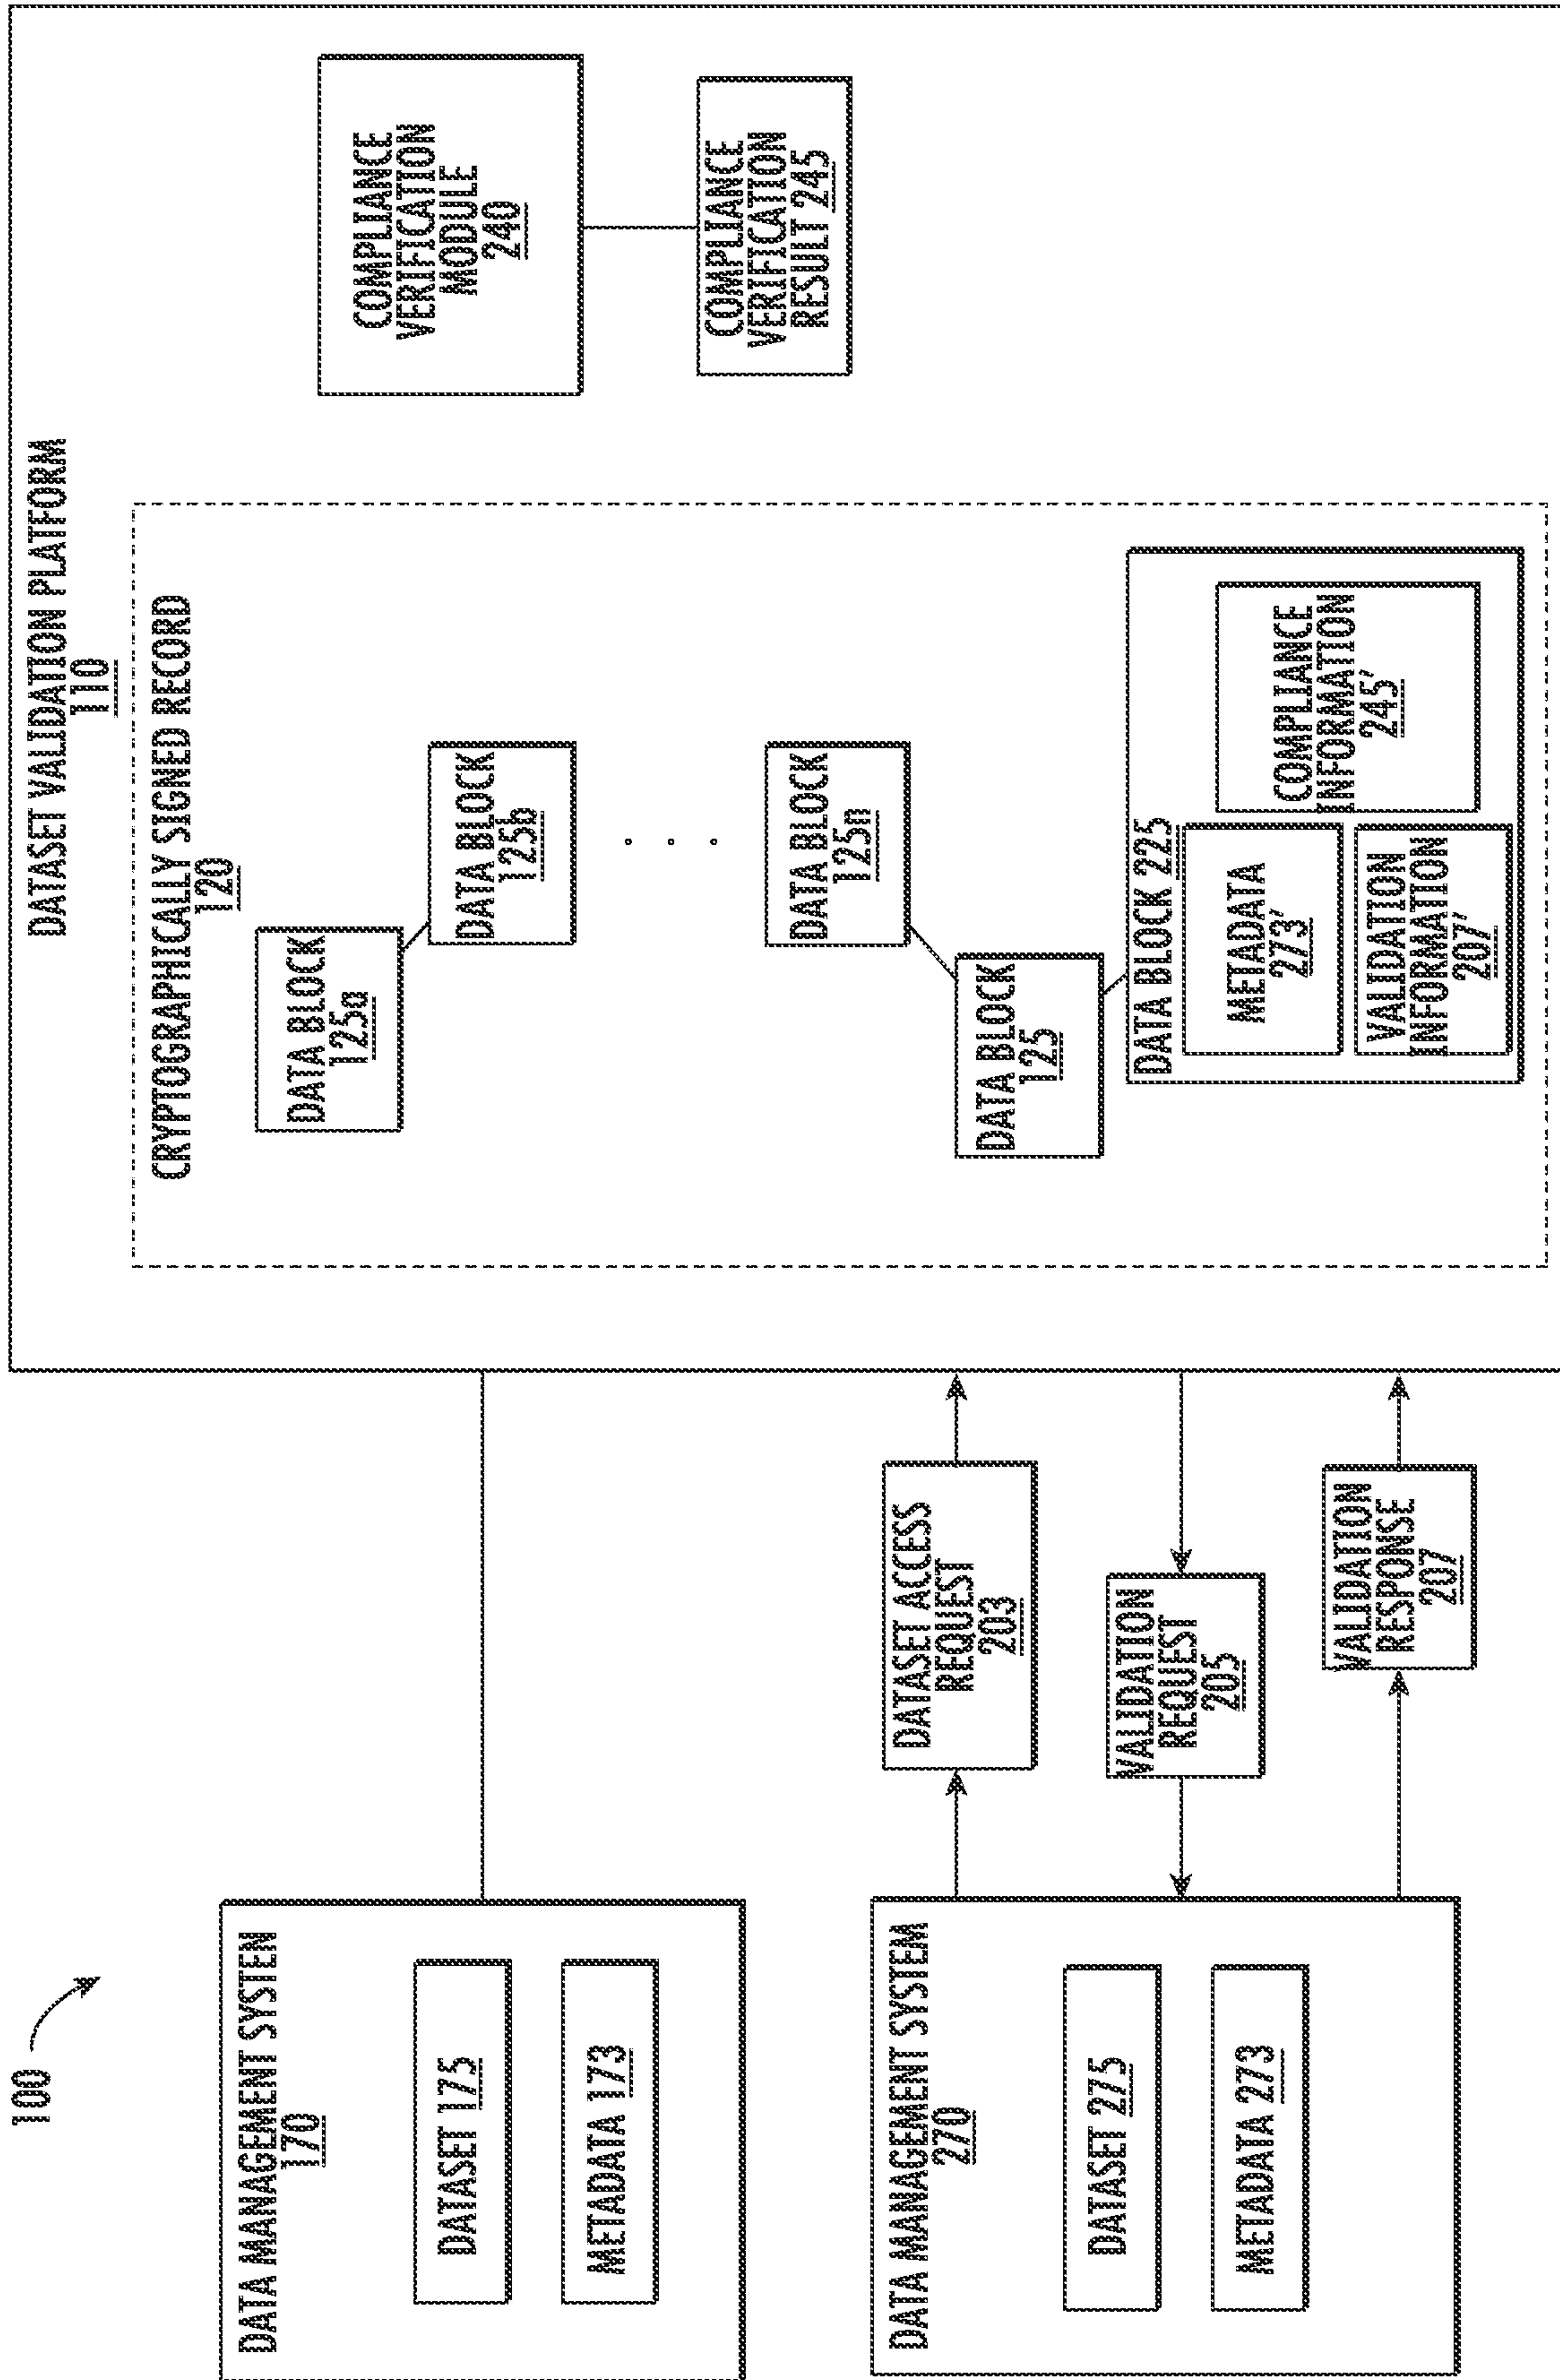 100
DATA MANAGEMENT SYSTEN
170
DATASET 175
METADATA 173
DATA MANAGEMENT SYSTEM
270
DATASET 275
METADATA 273
DATASET ACCESS
REQUEST
203
VALIDATION
REQUEST
205
VALIDATION
RESPONSE
207
DATASET VALIDATION PLATFORM
110
CRYPTOGRAPHICALLY SIGNED RECORD
120
DATA BLOCK
125a
DATA BLOCK
125b
. . .
DATA BLOCK
125n
DATA BLOCK
125
DATA BLOCK 225
METADATA
273'
VALIDATION
INFORMATION
207'
COMPLIANCE
INFORMATION
245'
COMPLIANCE
VERIFICATION
MODULE
240
COMPLIANCE
VERIFICATION
RESULT 245